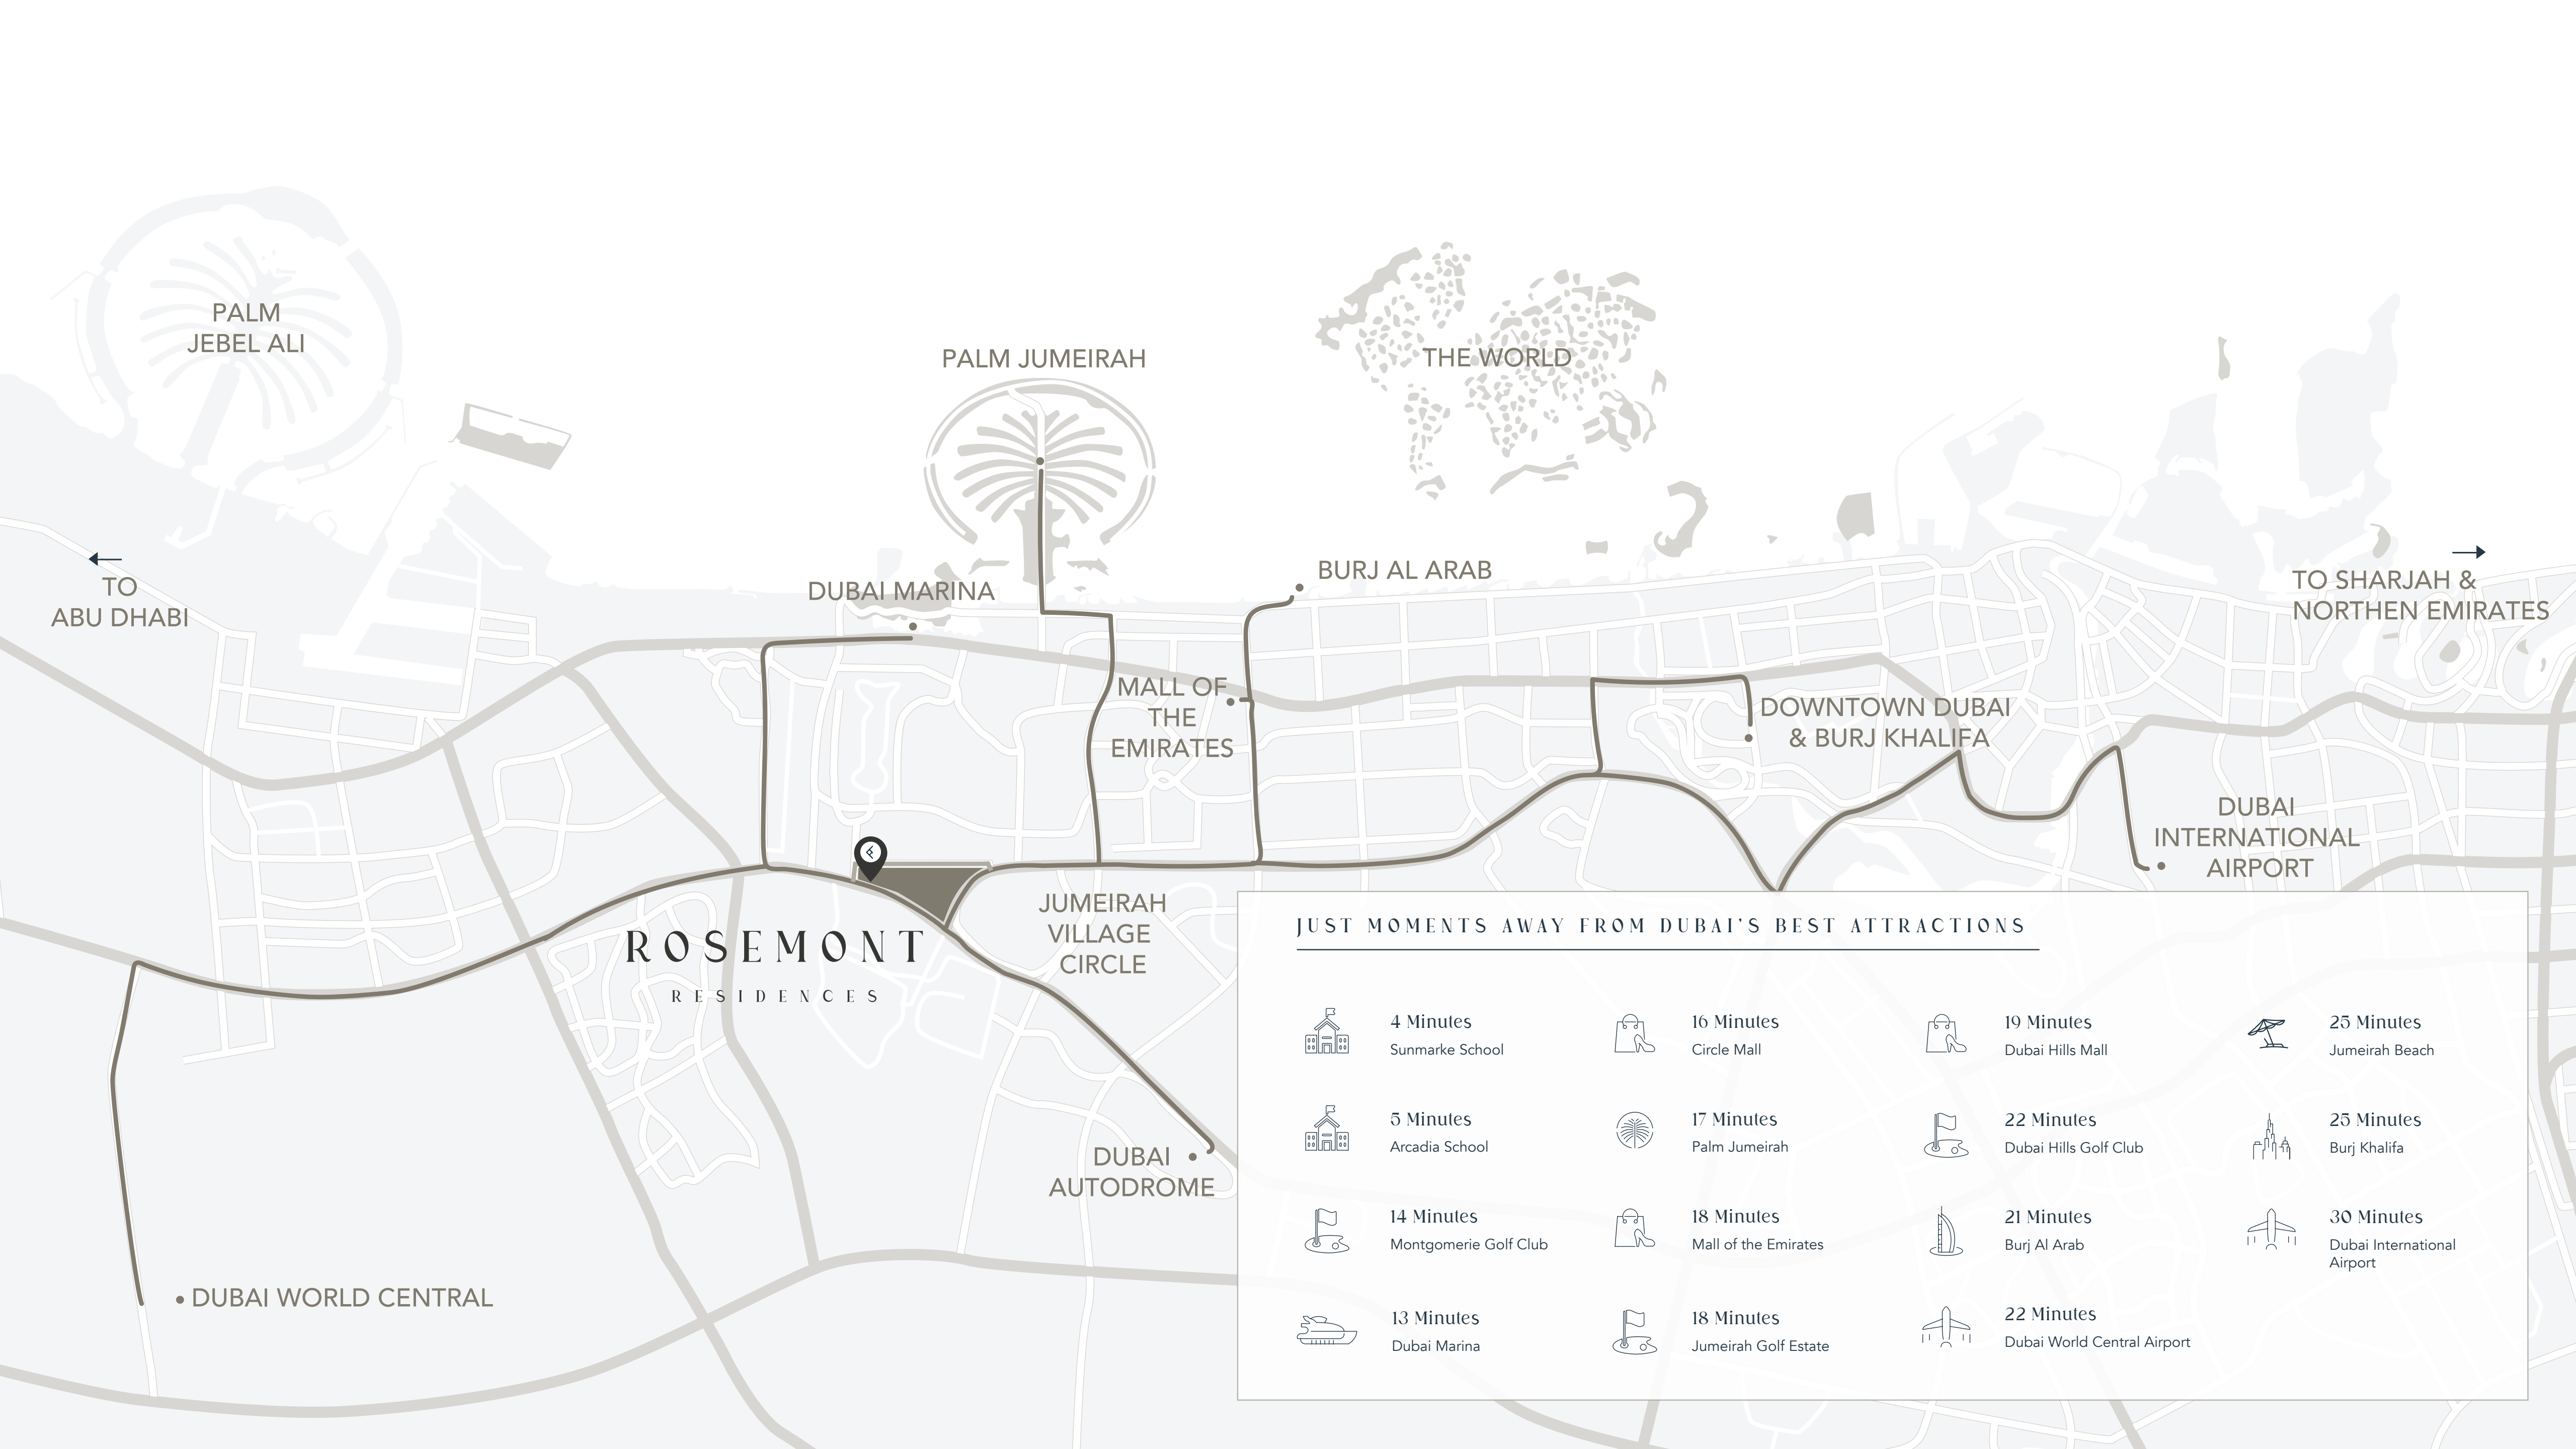 PALM
JEBEL ALI
PALM JUMEIRAH
THE WORLD
TO
ABU DHABI
DUBAI MARINA
BURJ AL ARAB
TO SHARJAH &
NORTHEN EMIRATES
MALL OF
THE
EMIRATES
DOWNTOWN DUBAI
& BURJ KHALIFA
DUBAI
INTERNATIONAL
AIRPORT
JUMEIRAH
VILLAGE
CIRCLE
ROSEMONT
RESIDENCES
DUBAI
AUTODROME
DUBAI WORLD CENTRAL
JUST MOMENTS AWAY FROM DUBAI'S BEST ATTRACTIONS
4 Minutes
Sunmarke School
5 Minutes
Arcadia School
14 Minutes
Montgomerie Golf Club
13 Minutes
Dubai Marina
16 Minutes
Circle Mall
17 Minutes
Palm Jumeirah
18 Minutes
Mall of the Emirates
18 Minutes
Jumeirah Golf Estate
19 Minutes
Dubai Hills Mall
22 Minutes
Dubai Hills Golf Club
21 Minutes
Burj Al Arab
22 Minutes
Dubai World Central Airport
25 Minutes
Jumeirah Beach
25 Minutes
Burj Khalifa
30 Minutes
Dubai International
Airport